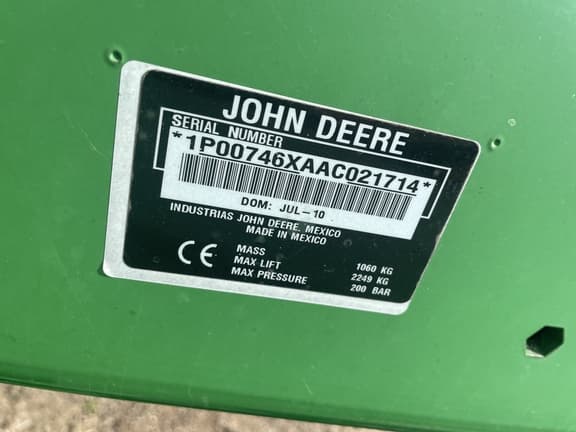 JOHN DEERE
SERIAL NUMBER
*1P00746XAAC021714*
DOM: JUL-10
INDUSTRIAS JOHN DEERE, MEXICO
MADE IN MEXICO
CE
MASS 1060 KG
MAX LIFT 2249 KG
MAX PRESSURE 200 BAR